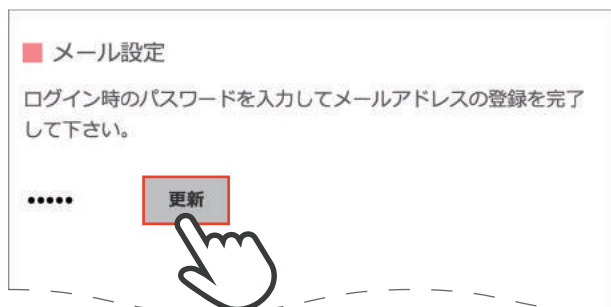 メール設定
ログイン時のパスワードを入力してメールアドレスの登録を完了
して下さい。
•••••
更新